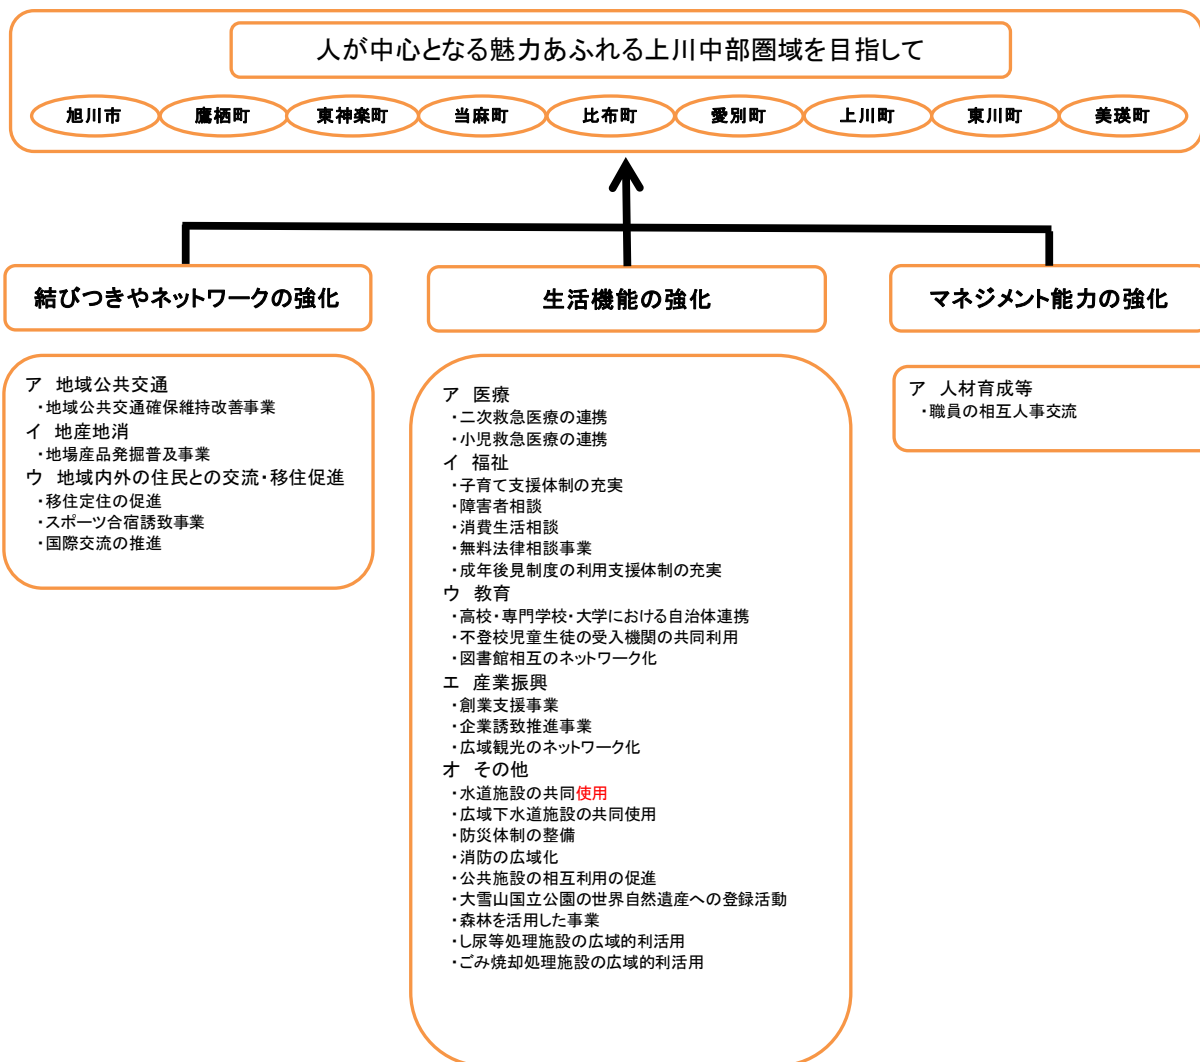 人が中心となる魅力あふれる上川中部圏域を目指して
旭川市 鷹栖町 東神楽町 当麻町 比布町 愛別町 上川町 東川町 美瑛町
結びつきやネットワークの強化
ア 地域公共交通
・地域公共交通確保維持改善事業
イ 地産地消
・地場産品発掘普及事業
ウ 地域内外の住民との交流・移住促進
・移住定住の促進
・スポーツ合宿誘致事業
・国際交流の推進
生活機能の強化
ア 医療
・二次救急医療の連携
・小児救急医療の連携
イ 福祉
・子育て支援体制の充実
・障害者相談
・消費生活相談
・無料法律相談事業
・成年後見制度の利用支援体制の充実
ウ 教育
・高校・専門学校・大学における自治体連携
・不登校児童生徒の受入機関の共同利用
・図書館相互のネットワーク化
エ 産業振興
・創業支援事業
・企業誘致推進事業
・広域観光のネットワーク化
オ その他
・水道施設の共同使用
・広域下水道施設の共同使用
・防災体制の整備
・消防の広域化
・公共施設の相互利用の促進
・大雪山国立公園の世界自然遺産への登録活動
・森林を活用した事業
・し尿等処理施設の広域的利活用
・ごみ焼却処理施設の広域的利活用
マネジメント能力の強化
ア 人材育成等
・職員の相互人事交流